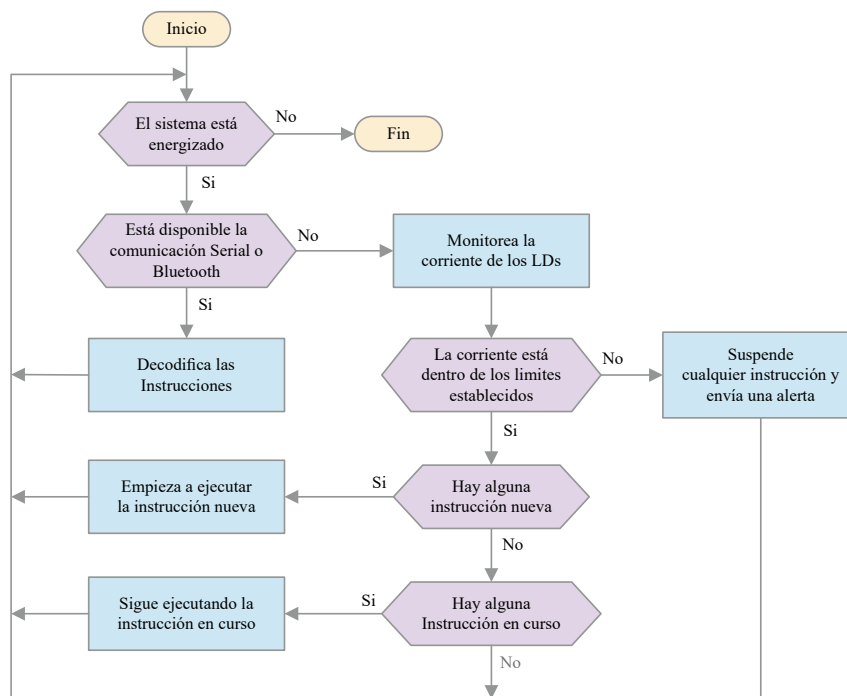 Inicio
El sistema está
energizado
No
Fin
Si
Está disponible la
comunicación Serial o
Bluetooth
No
Monitorea la
corriente de los LDs
Si
Decodifica las
Instrucciones
La corriente está
dentro de los limites
establecidos
No
Suspende
cualquier instrucción y
envía una alerta
Si
Empieza a ejecutar
la instrucción nueva
Si
Hay alguna
instrucción nueva
No
Sigue ejecutando la
instrucción en curso
Si
Hay alguna
Instrucción en curso
No